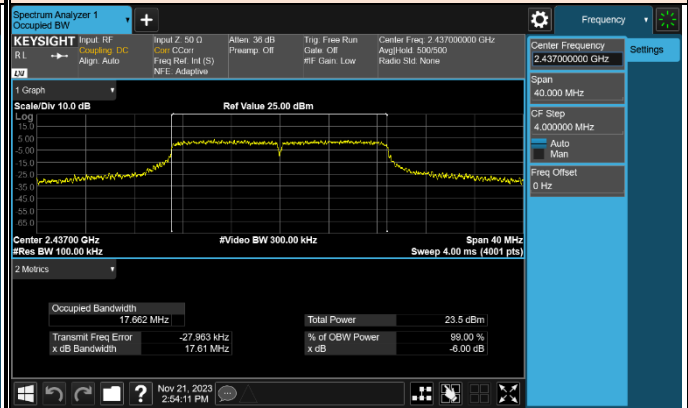 Spectrum Analyzer 1
Occupied BW
Frequency
KEYSIGHT
RL
LXI
Input: RF
Coupling: DC
Align: Auto
Input Z: 50 Ω
Corr CCorr
Freq Ref: Int (S)
NFE: Adaptive
Atten: 36 dB
Preamp: Off
Trig: Free Run
Gate: Off
#IF Gain: Low
Center Freq: 2.437000000 GHz
Avg|Hold: 500/500
Radio Std: None
Center Frequency
2.437000000 GHz
Settings
Span
40.000 MHz
CF Step
4.000000 MHz
Auto
Man
Freq Offset
0 Hz
1 Graph
Scale/Div 10.0 dB
Ref Value 25.00 dBm
Log
15.0
5.00
-5.00
-15.0
-25.0
-35.0
-45.0
-55.0
-65.0
Center 2.43700 GHz
#Video BW 300.00 kHz
Span 40 MHz
#Res BW 100.00 kHz
Sweep 4.00 ms (4001 pts)
2 Metrics
Occupied Bandwidth
17.662 MHz
Total Power 23.5 dBm
Transmit Freq Error -27.963 kHz
% of OBW Power 99.00 %
x dB Bandwidth 17.61 MHz
x dB -6.00 dB
?
Nov 21, 2023
2:54:11 PM